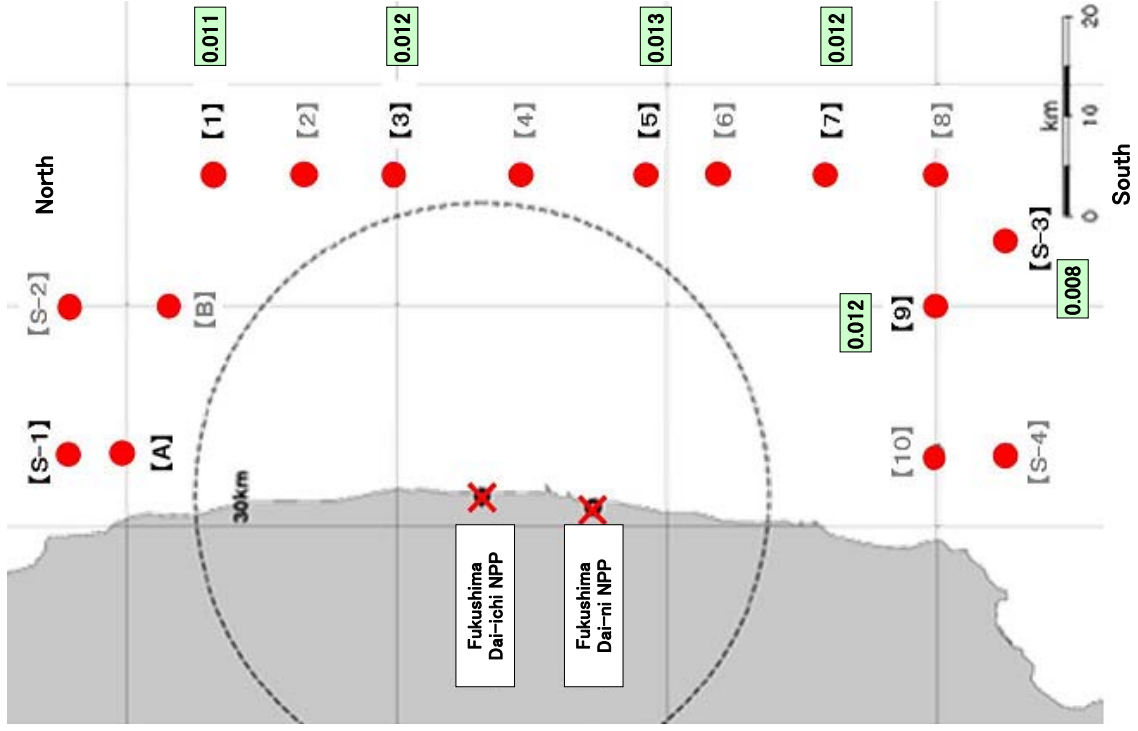 North
[S-2]
[B]
[S-1]
[A]
0.011
[1]
[2]
0.012
[3]
[4]
0.013
[5]
[6]
0.012
[7]
[8]
km
0 10 20
South
[S-3]
0.008
0.012
[9]
[10]
[S-4]
30km
Fukushima
Dai-ichi NPP
Fukushima
Dai-ni NPP